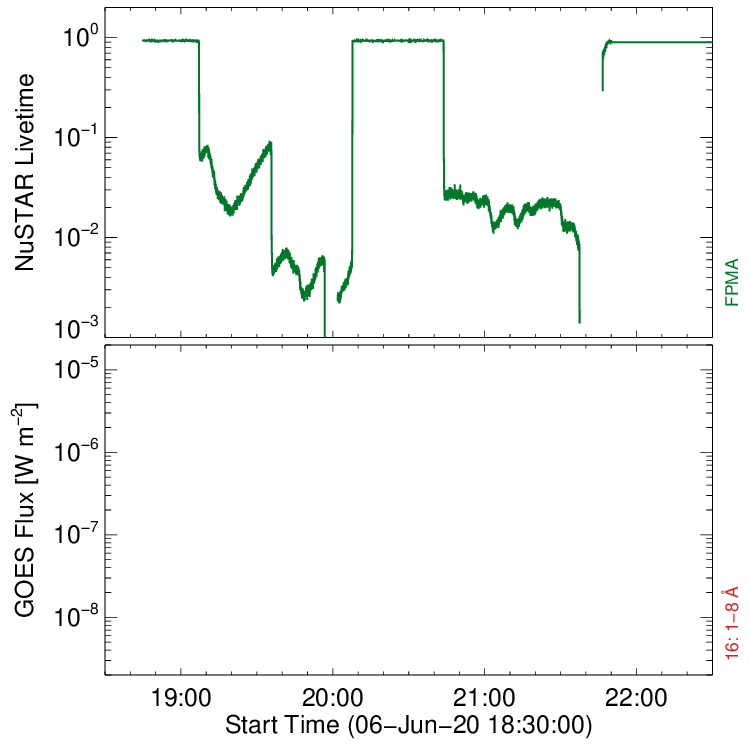 NuSTAR Livetime
10⁰
10⁻¹
10⁻²
10⁻³
FPMA
GOES Flux [W m⁻²]
10⁻⁵
10⁻⁶
10⁻⁷
10⁻⁸
16: 1−8 Å
19:00 20:00 21:00 22:00
Start Time (06−Jun−20 18:30:00)